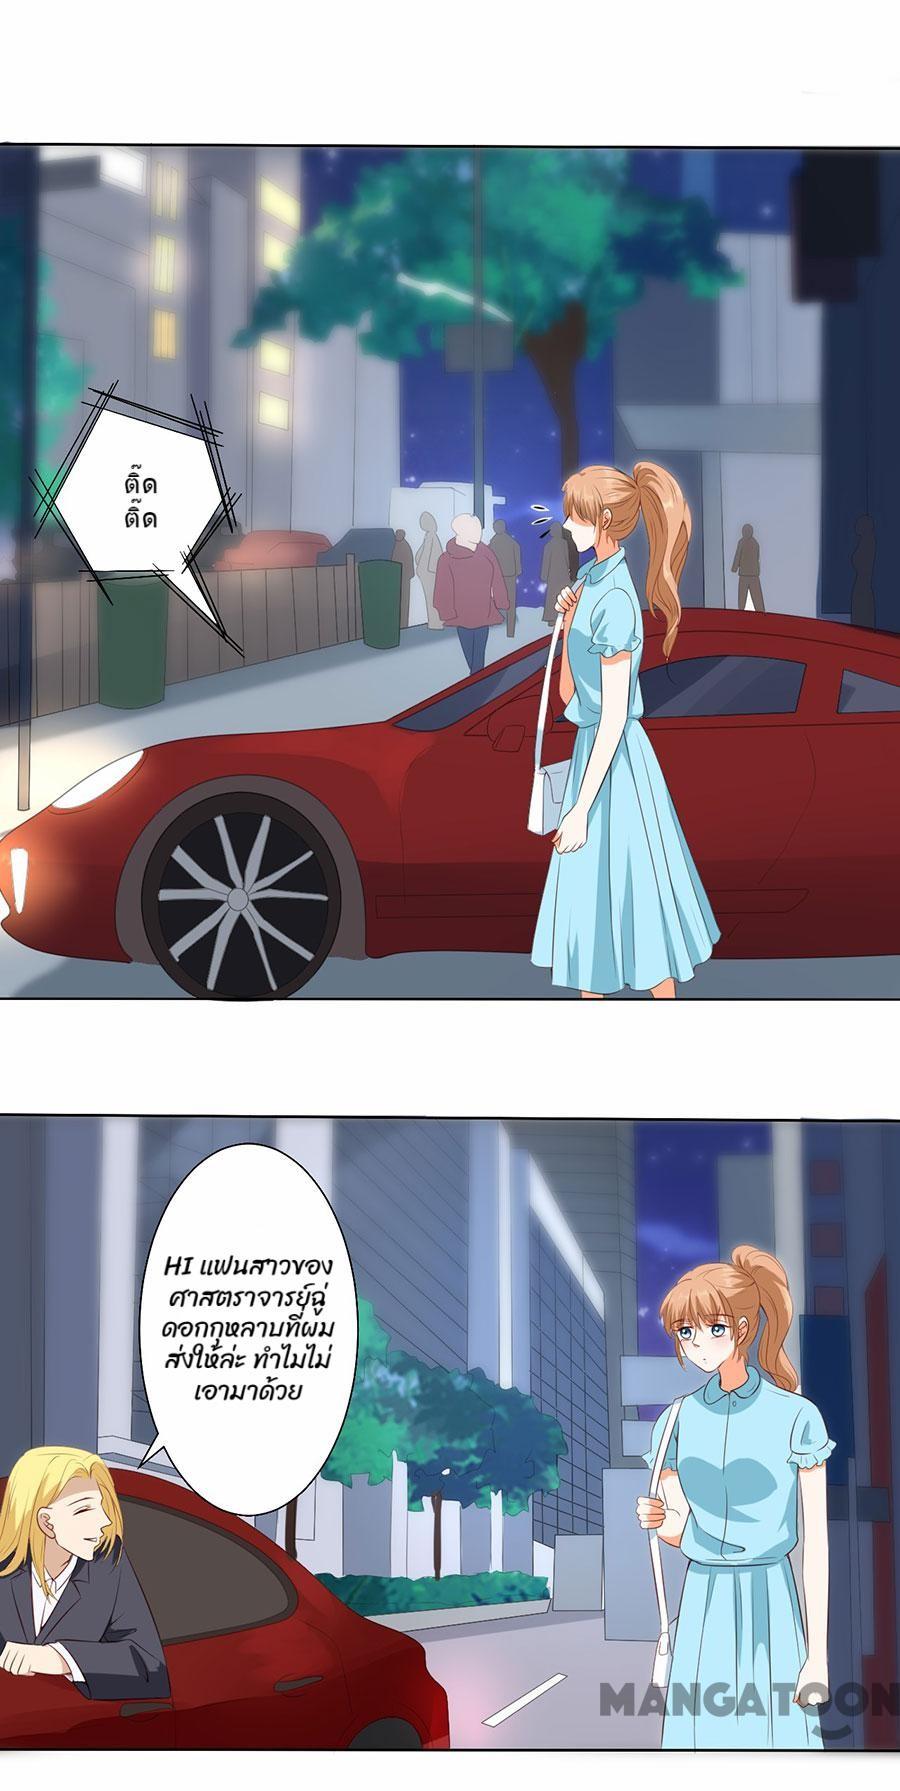 ติ๊ด
ติ๊ด
HI แฟนสาวของ
ศาสตราจารย์ฉู่
ดอกกุหลาบที่ผม
ส่งให้ล่ะ ทำไมไม่
เอามาด้วย
MANGATOON